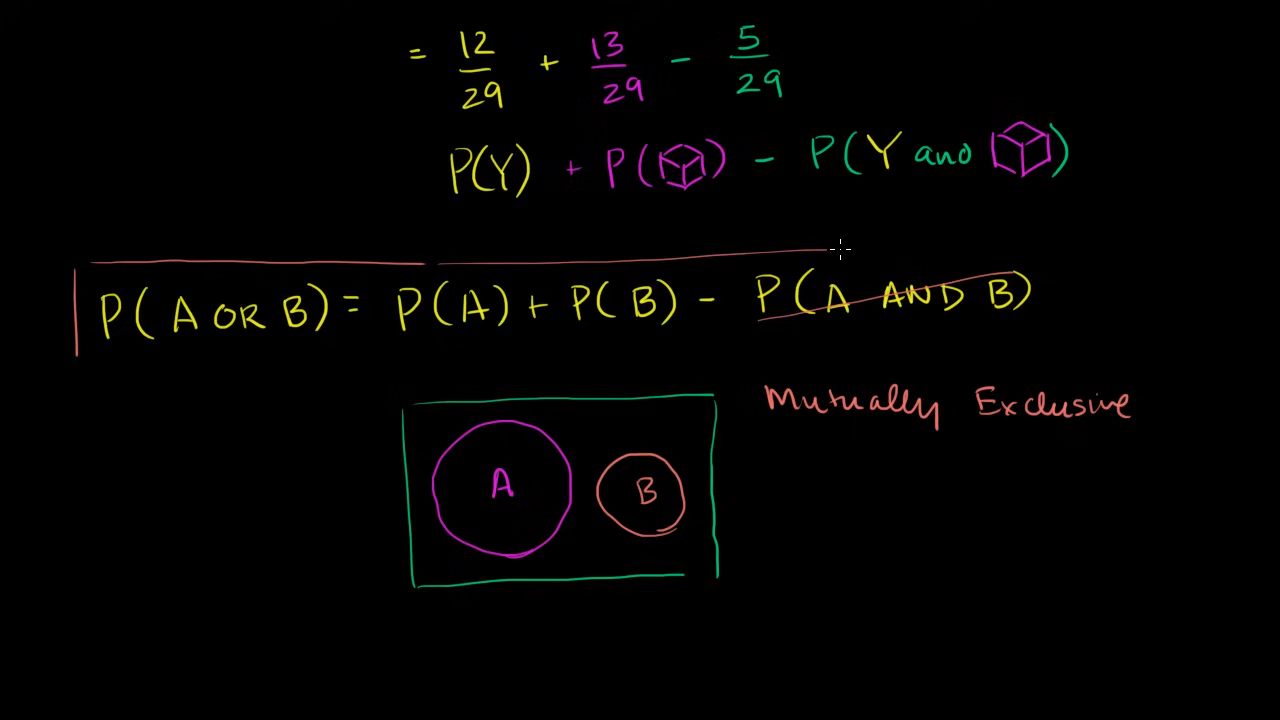 = 12/29 + 13/29 - 5/29
P(Y) + P( ) - P(Y and )
P(A OR B) = P(A) + P(B) - P(A AND B)
Mutually Exclusive
A B